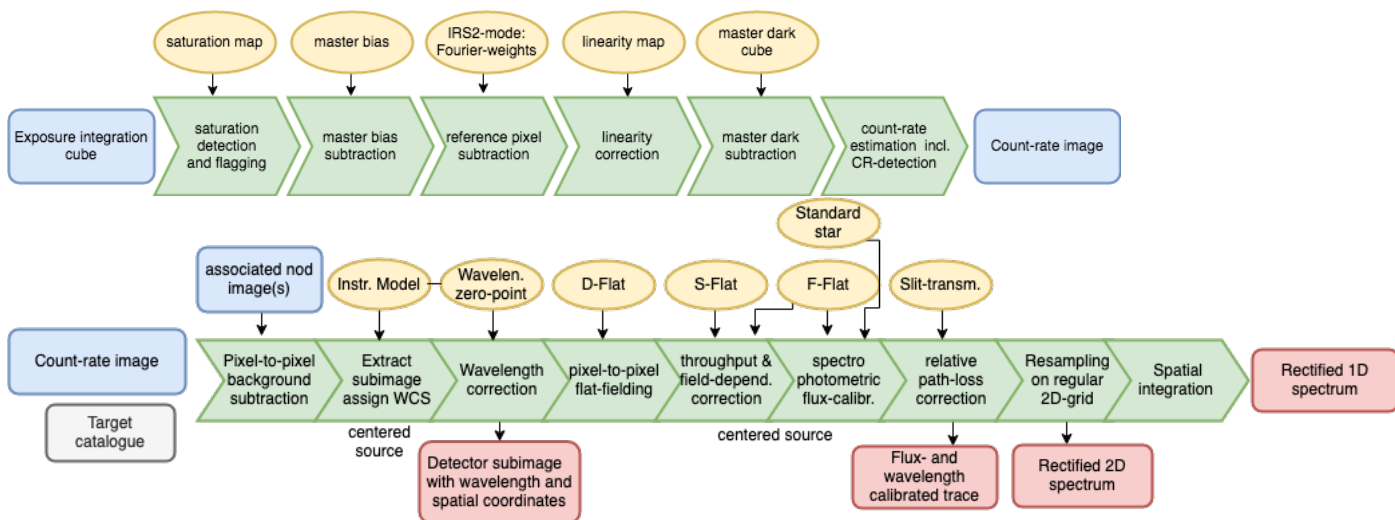 saturation map
master bias
IRS2-mode:
Fourier-weights
linearity map
master dark
cube
Exposure integration
cube
saturation
detection
and flagging
master bias
subtraction
reference pixel
subtraction
linearity
correction
master dark
subtraction
count-rate
estimation incl.
CR-detection
Count-rate image
Standard
star
associated nod
image(s)
Instr. Model
Wavelen.
zero-point
D-Flat
S-Flat
F-Flat
Slit-transm.
Count-rate image
Pixel-to-pixel
background
subtraction
Extract
subimage
assign WCS
Wavelength
correction
pixel-to-pixel
flat-fielding
throughput &
field-depend.
correction
spectro
photometric
flux-calibr.
relative
path-loss
correction
Resampling
on regular
2D-grid
Spatial
integration
Rectified 1D
spectrum
Target
catalogue
centered
source
centered source
Detector subimage
with wavelength and
spatial coordinates
Flux- and
wavelength
calibrated trace
Rectified 2D
spectrum